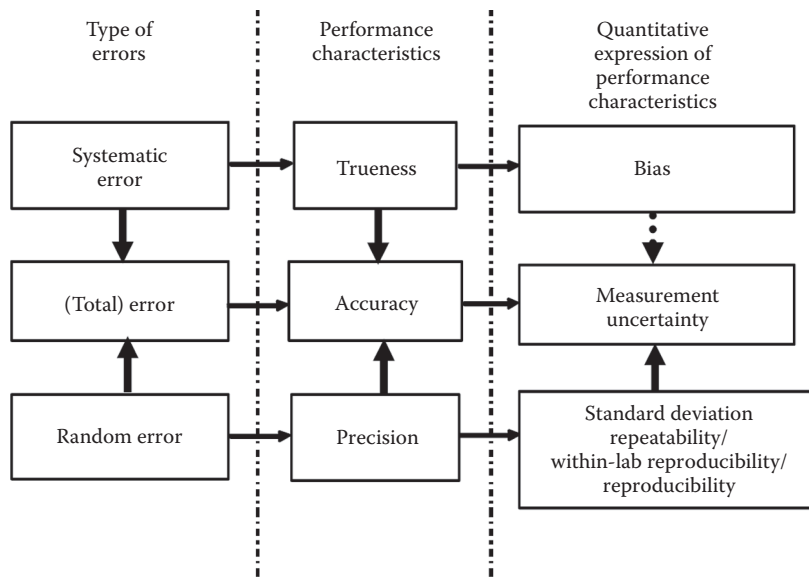 Type of
errors
Performance
characteristics
Quantitative
expression of
performance
characteristics
Systematic
error
Trueness
Bias
(Total) error
Accuracy
Measurement
uncertainty
Random error
Precision
Standard deviation
repeatability/
within-lab reproducibility/
reproducibility